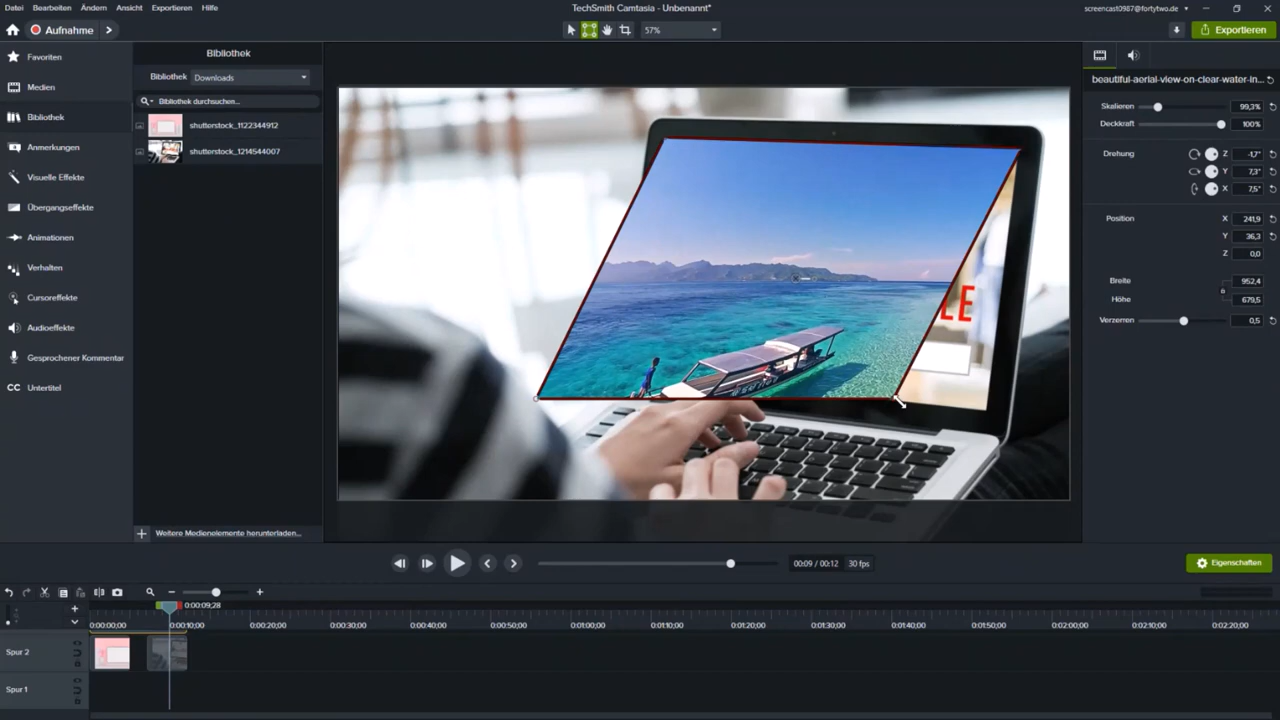 Datei Bearbeiten Ändern Ansicht Exportieren Hilfe
TechSmith Camtasia - Unbenannt*
screencast0987@fortytwo.de
Aufnahme
57%
Exportieren
Favoriten
Medien
Bibliothek
Anmerkungen
Visuelle Effekte
Übergangseffekte
Animationen
Verhalten
Cursoreffekte
Audioeffekte
Gesprochener Kommentar
CC Untertitel
Bibliothek
Bibliothek Downloads
Bibliothek durchsuchen...
shutterstock_1122344912
shutterstock_1214544007
Weitere Medienelemente herunterladen...
LE
beautiful-aerial-view-on-clear-water-in...
Skalieren 99,3%
Deckkraft 100%
Drehung Z -1,7°
Y 7,3°
X 7,5°
Position X 241,9
Y 36,3
Z 0,0
Breite 952,4
Höhe 679,5
Verzerren 0,5
00:09 / 00:12 30 fps
Eigenschaften
0:00:09;28
0:00:00;00 0:00:10;00 0:00:20;00 0:00:30;00 0:00:40;00 0:00:50;00 0:01:00;00 0:01:10;00 0:01:20;00 0:01:30;00 0:01:40;00 0:01:50;00 0:02:00;00 0:02:10;00 0:02:20;00
Spur 2
Spur 1